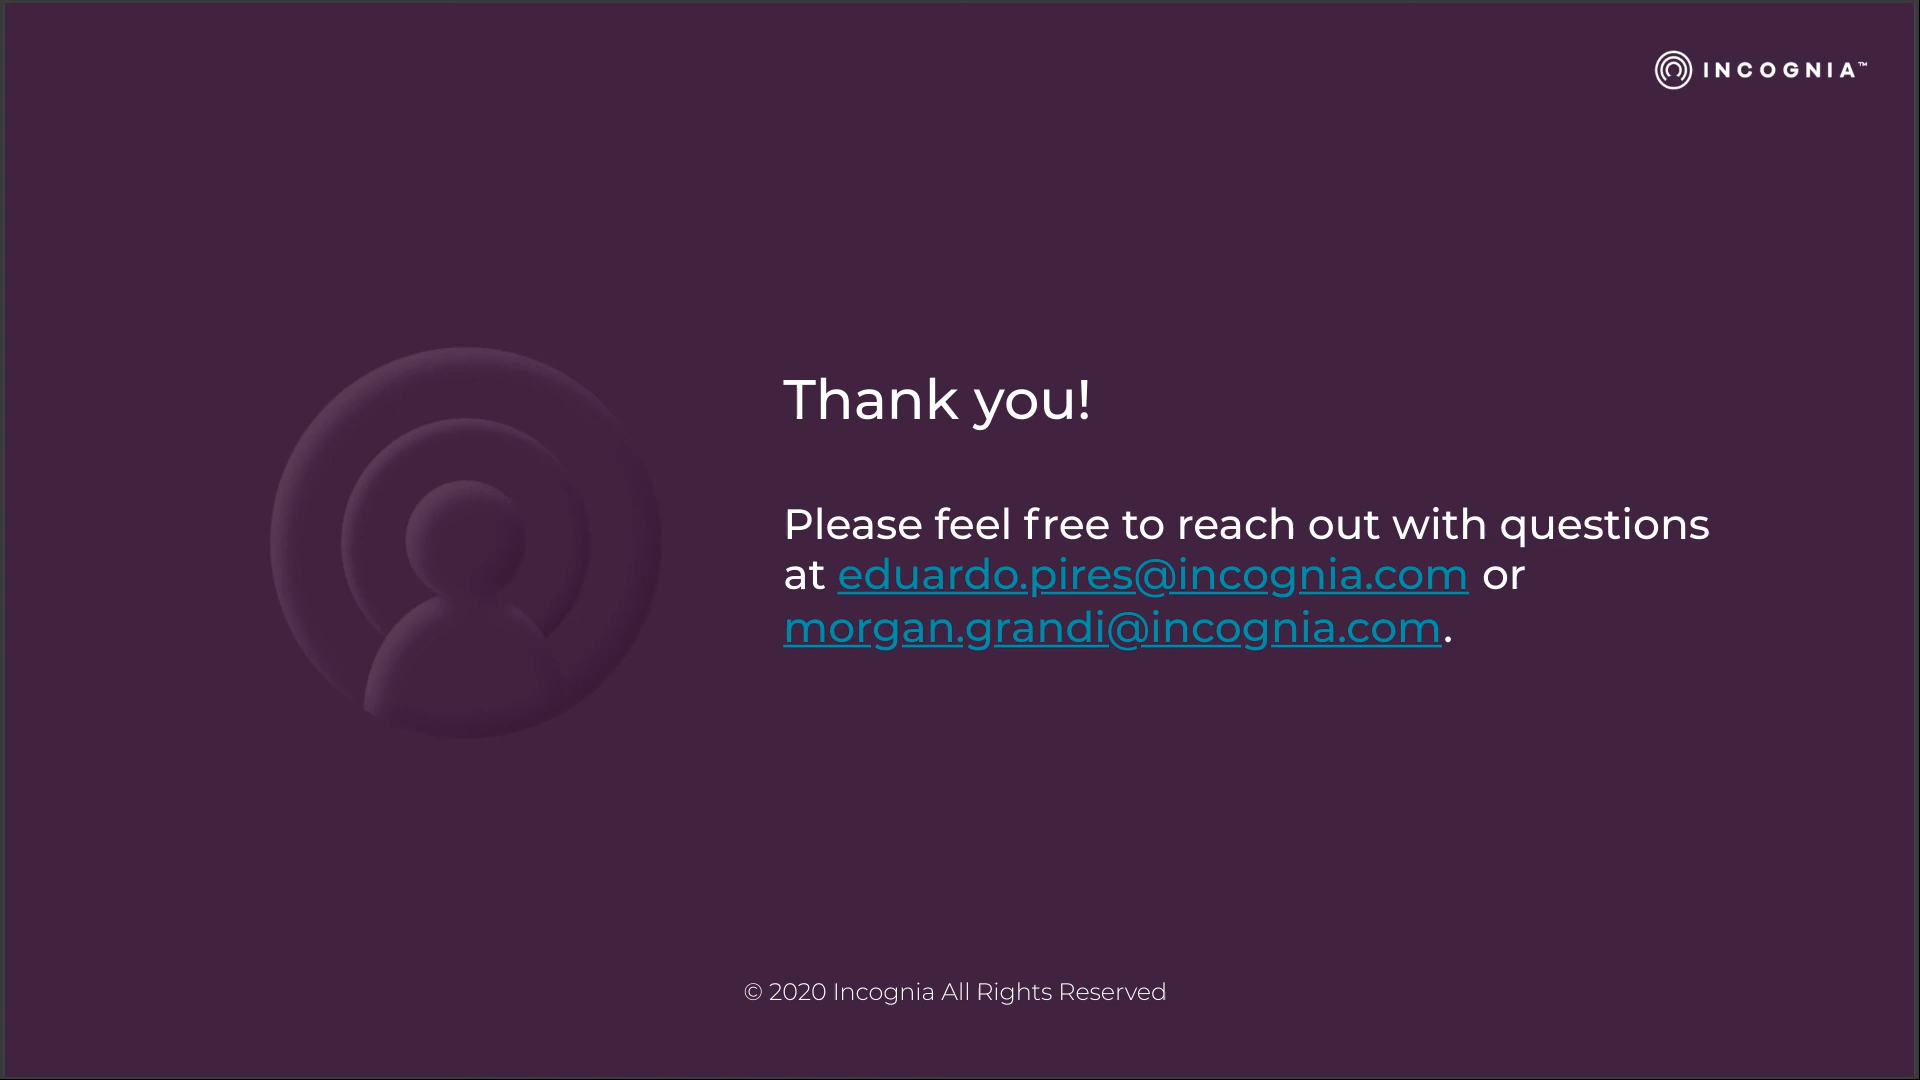 INCOGNIA™
Thank you!
Please feel free to reach out with questions
at eduardo.pires@incognia.com or
morgan.grandi@incognia.com.
© 2020 Incognia All Rights Reserved